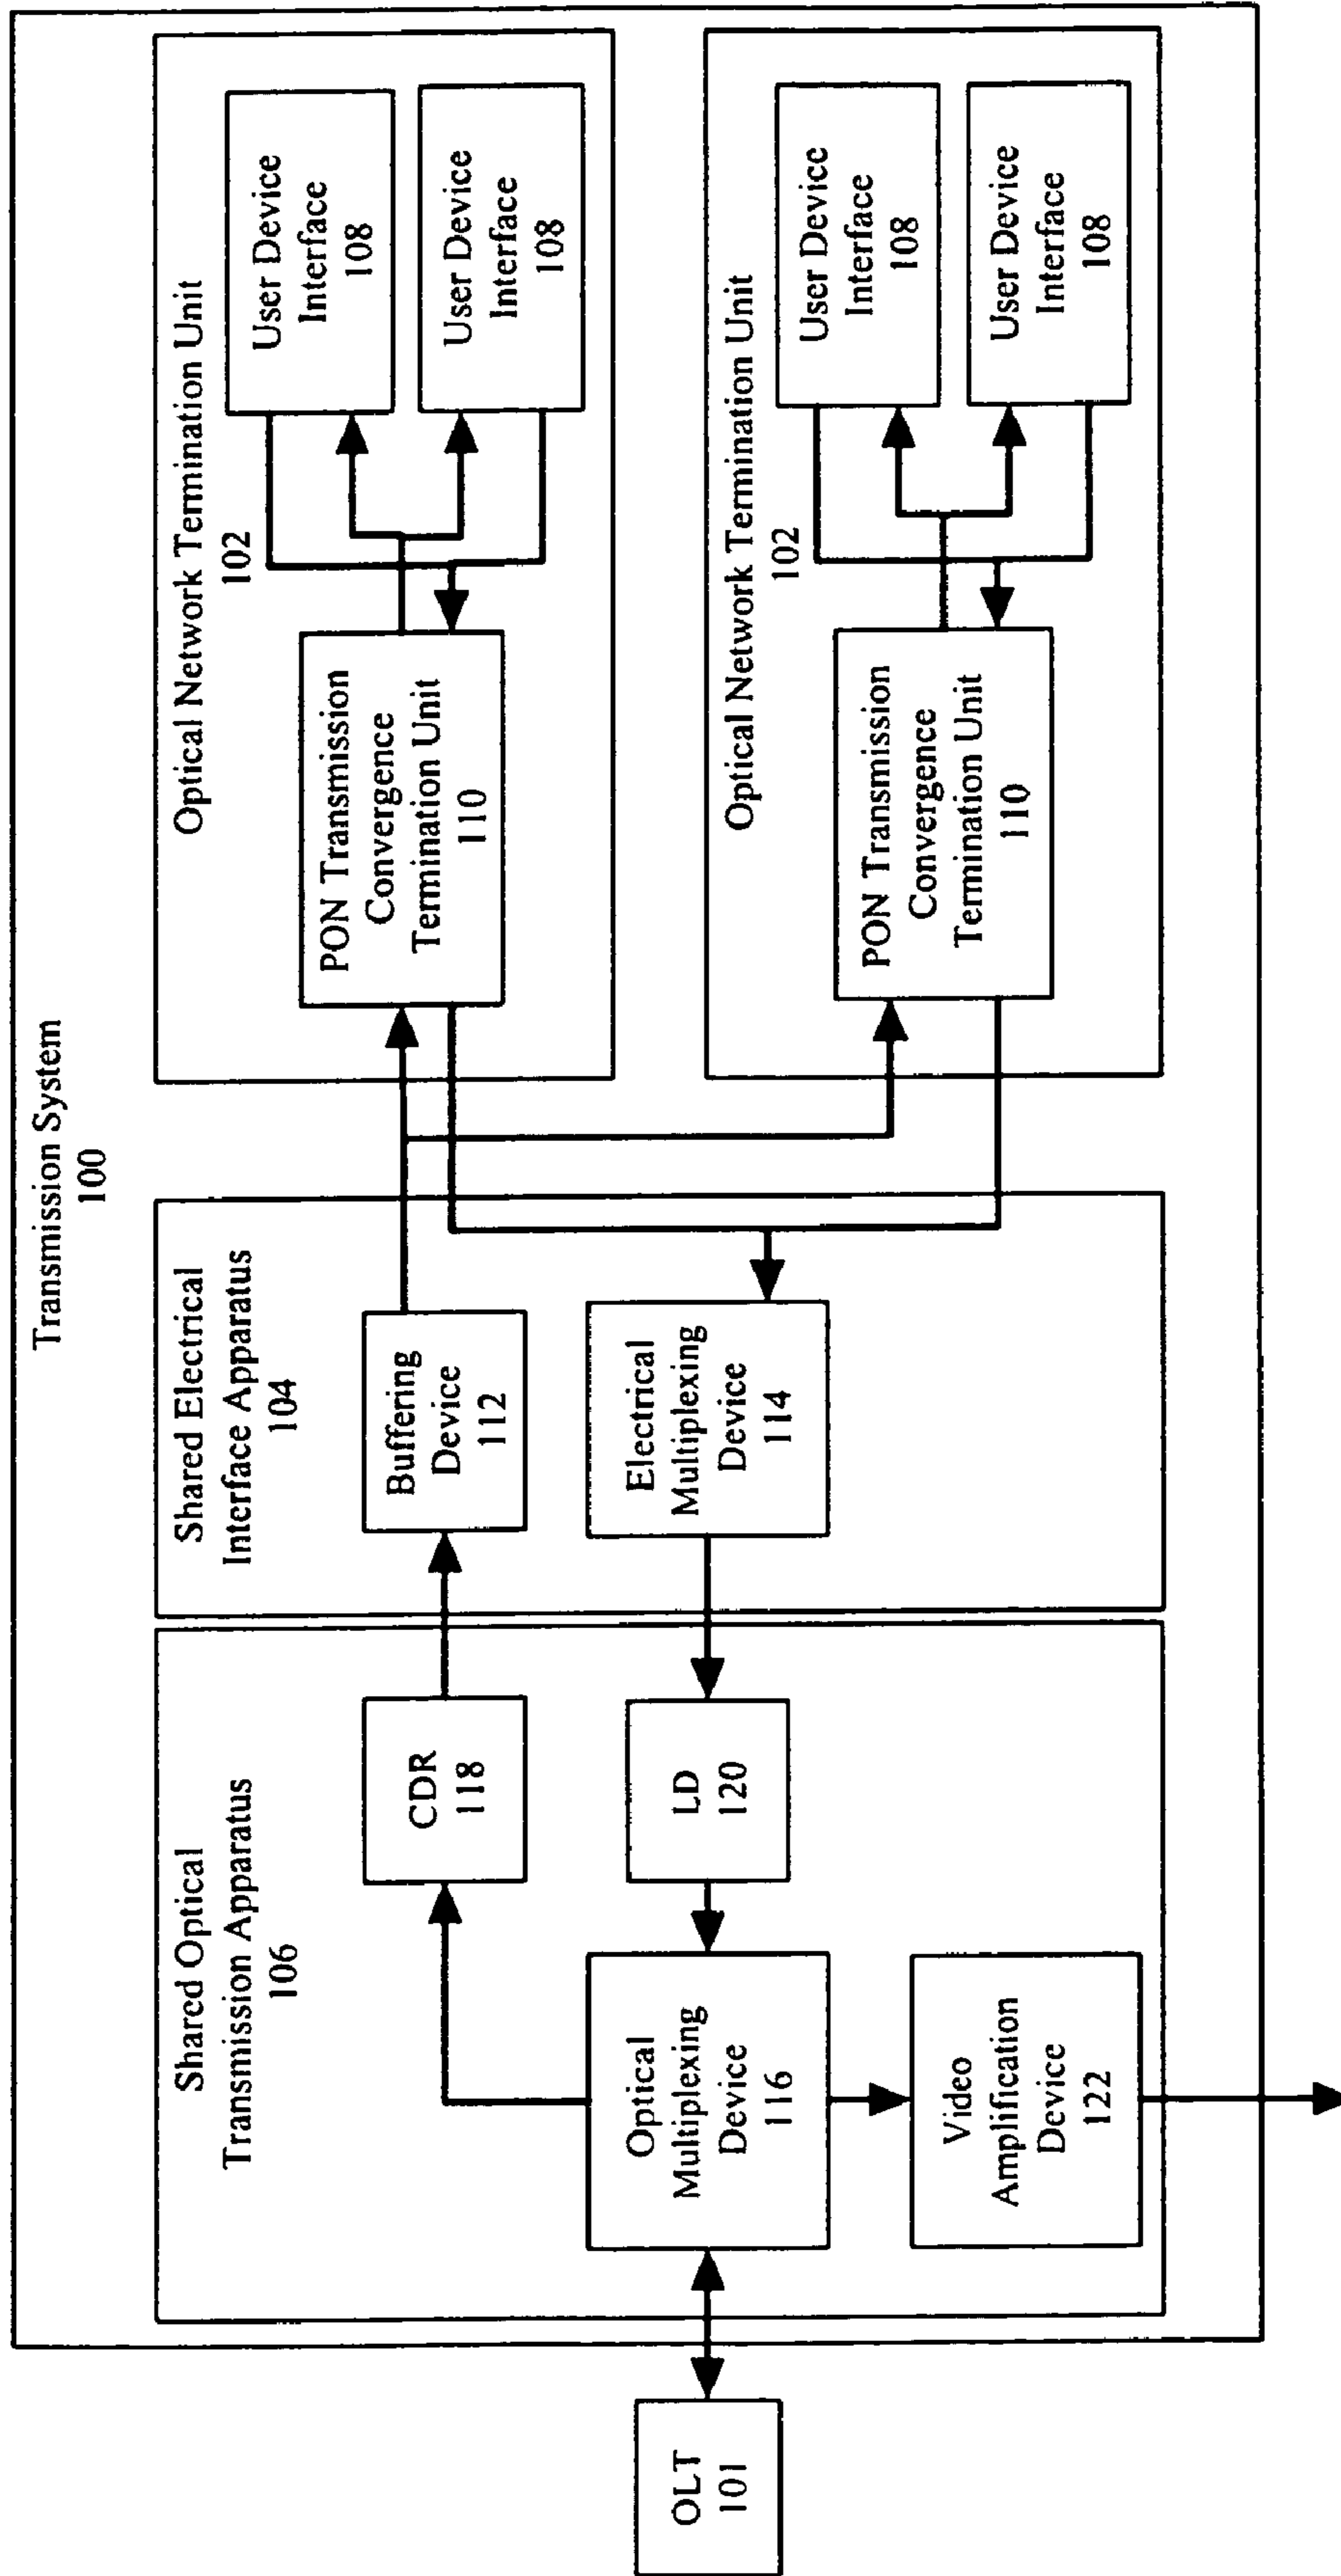 Transmission System
100
Shared Optical
Transmission Apparatus
106
CDR
118
LD
120
Optical
Multiplexing
Device
116
Video
Amplification
Device
122
OLT
101
Shared Electrical
Interface Apparatus
104
Buffering
Device
112
Electrical
Multiplexing
Device
114
Optical Network Termination Unit
102
PON Transmission
Convergence
Termination Unit
110
User Device
Interface
108
User Device
Interface
108
Optical Network Termination Unit
102
PON Transmission
Convergence
Termination Unit
110
User Device
Interface
108
User Device
Interface
108